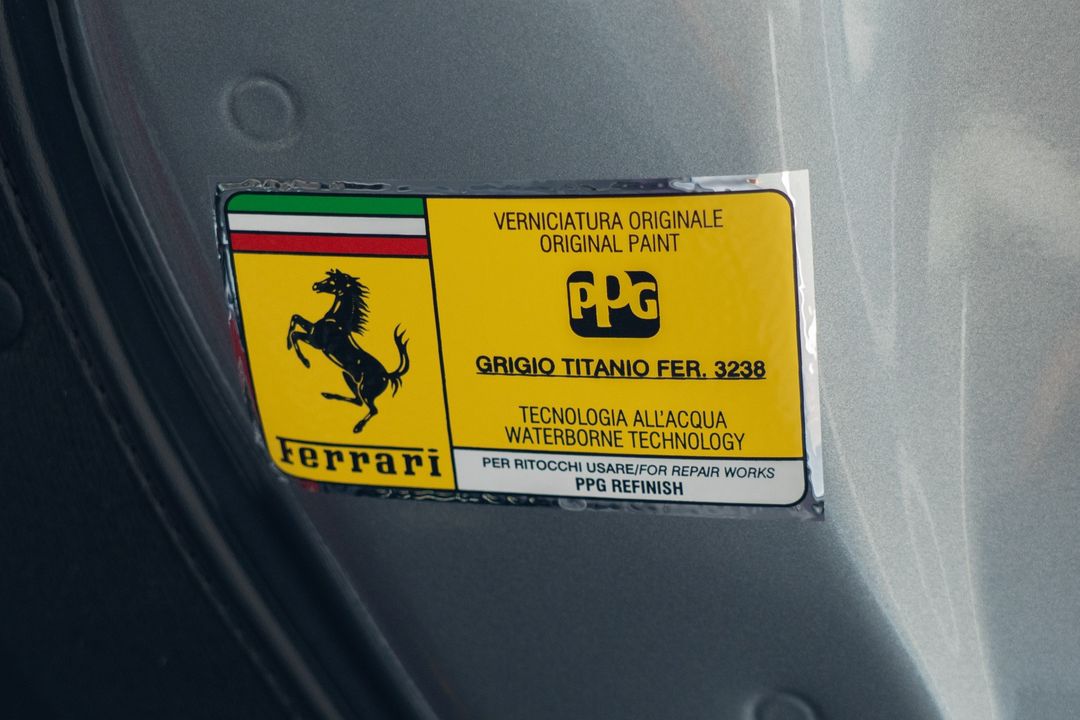 Ferrari
VERNICIATURA ORIGINALE
ORIGINAL PAINT
PPG
GRIGIO TITANIO FER. 3238
TECNOLOGIA ALL'ACQUA
WATERBORNE TECHNOLOGY
PER RITOCCHI USARE/FOR REPAIR WORKS
PPG REFINISH